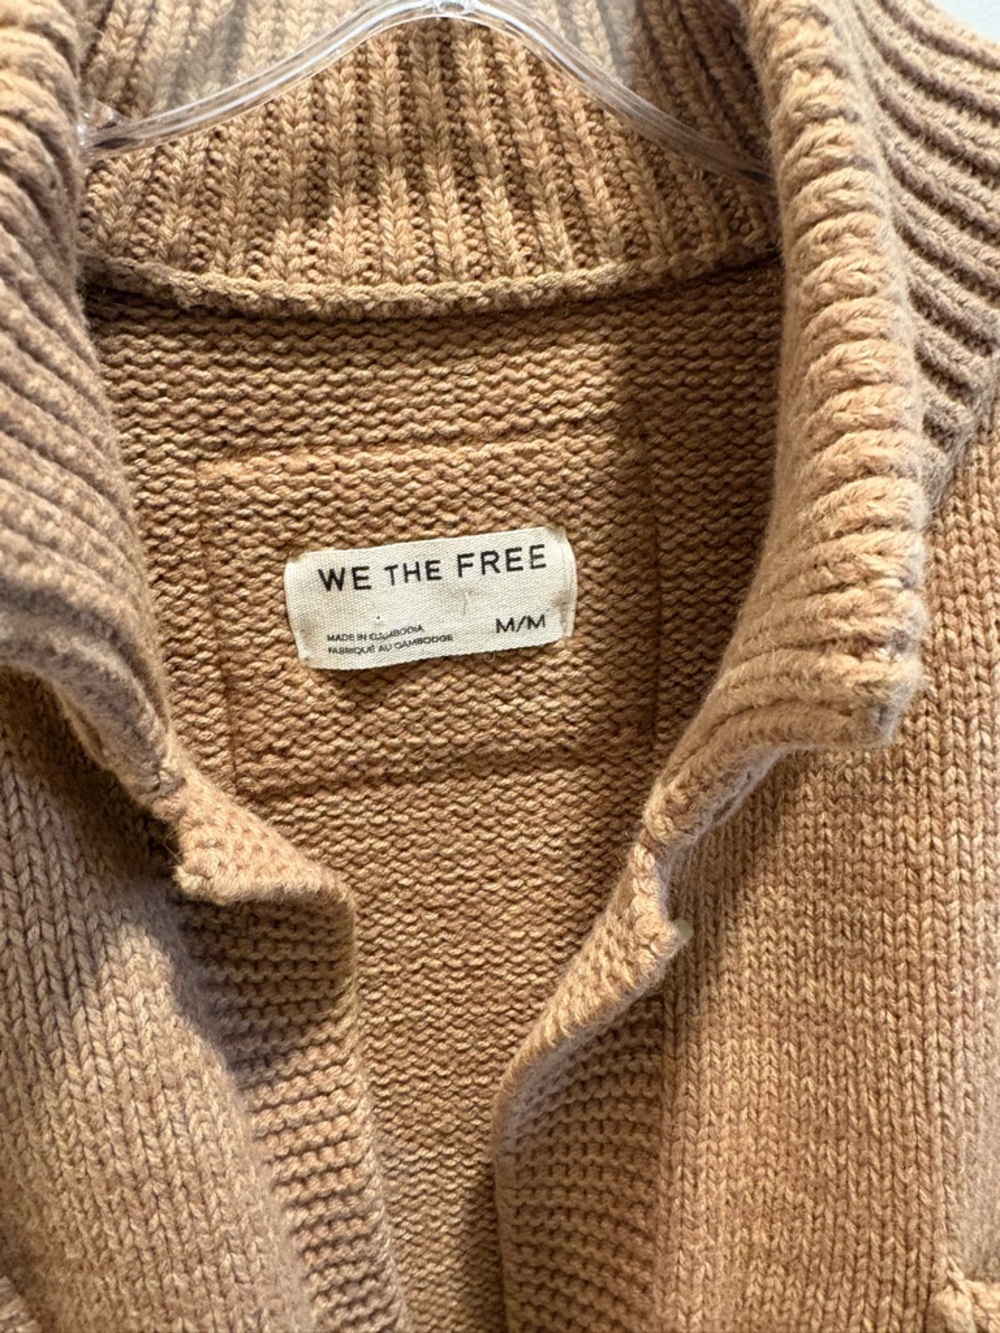 WE THE FREE
M/M
MADE IN CAMBODIA
FABRIQUÉ AU CAMBODGE